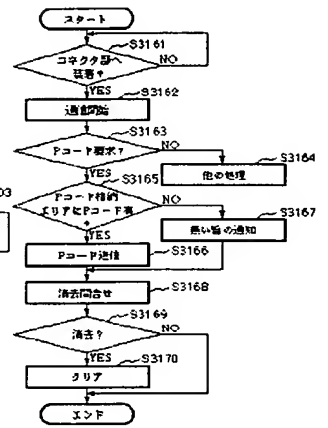 スタート
S3161
コネクタ部へ
装着?
NO
YES
S3162
通信開始
S3163
Pコード要求?
NO
YES
S3164
他の処理
S3165
Pコード格納
エリアにPコード有
?
NO
YES
S3167
無い旨の通知
Pコード送信
S3166
消去問合せ
S3168
S3169
消去?
NO
YES
S3170
クリア
エンド